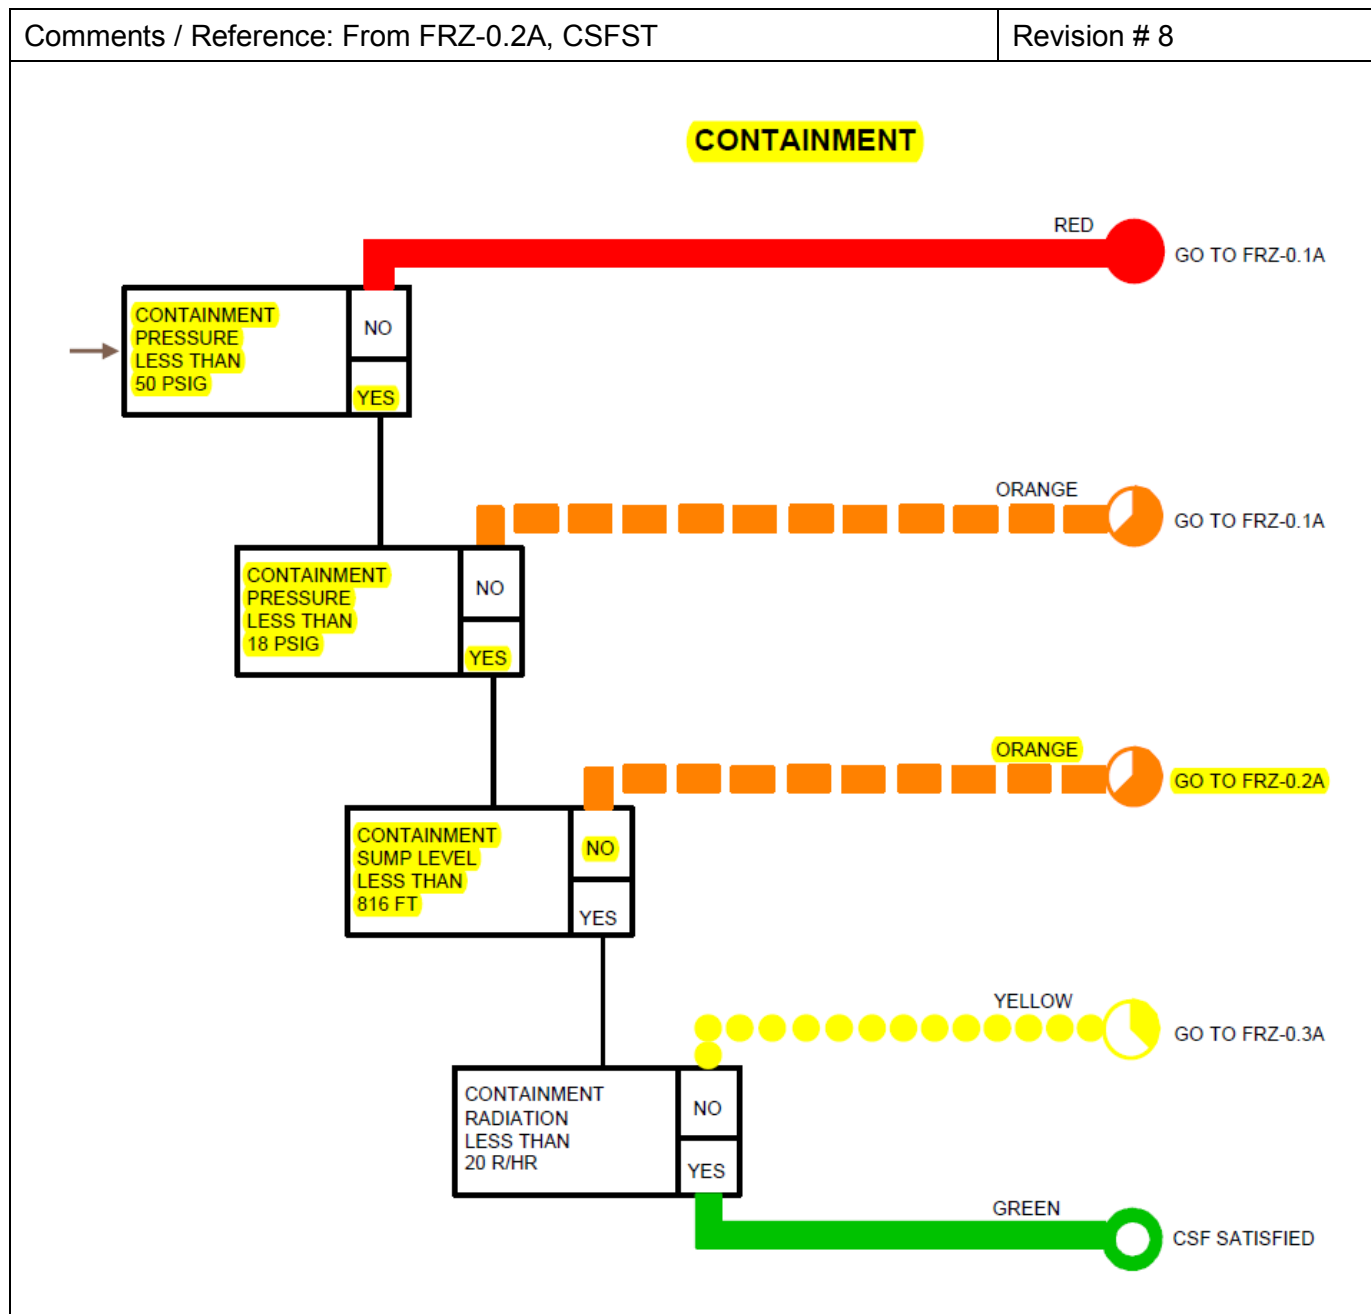 Comments / Reference: From FRZ-0.2A, CSFST
Revision # 8
CONTAINMENT
RED
GO TO FRZ-0.1A
CONTAINMENT
PRESSURE
LESS THAN
50 PSIG
NO
YES
ORANGE
GO TO FRZ-0.1A
CONTAINMENT
PRESSURE
LESS THAN
18 PSIG
NO
YES
ORANGE
GO TO FRZ-0.2A
CONTAINMENT
SUMP LEVEL
LESS THAN
816 FT
NO
YES
YELLOW
GO TO FRZ-0.3A
CONTAINMENT
RADIATION
LESS THAN
20 R/HR
NO
YES
GREEN
CSF SATISFIED